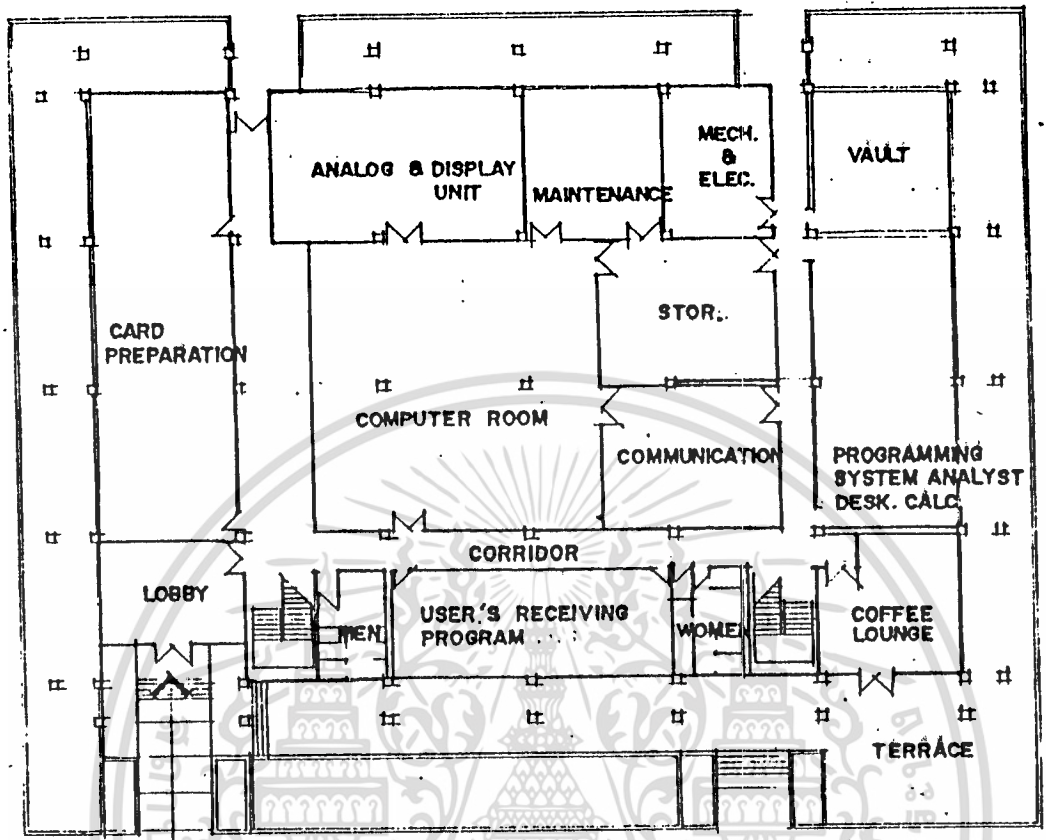 ANALOG & DISPLAY
UNIT
MAINTENANCE
MECH.
&
ELEC.
VAULT
CARD
PREPARATION
STOR.
COMPUTER ROOM
COMMUNICATION
PROGRAMMING
SYSTEM ANALYST
DESK. CALC.
CORRIDOR
LOBBY
MEN
USER'S RECEIVING
PROGRAM
WOMEN
COFFEE
LOUNGE
TERRACE